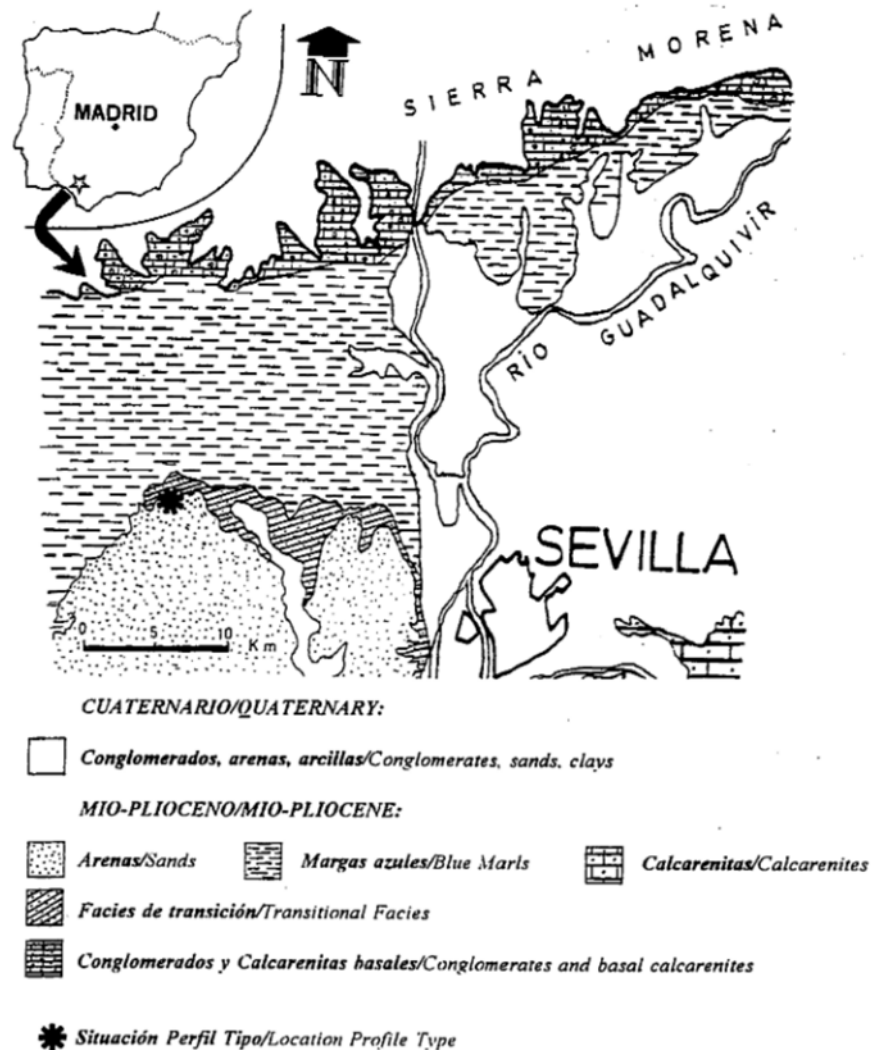 MADRID
N
SIERRA MORENA
RÍO GUADALQUIVÍR
SEVILLA
0 5 10 Km
CUATERNARIO/QUATERNARY:
Conglomerados, arenas, arcillas/Conglomerates, sands, clays
MIO-PLIOCENO/MIO-PLIOCENE:
Arenas/Sands Margas azules/Blue Marls Calcarenitas/Calcarenites
Facies de transición/Transitional Facies
Conglomerados y Calcarenitas basales/Conglomerates and basal calcarenites
Situación Perfil Tipo/Location Profile Type